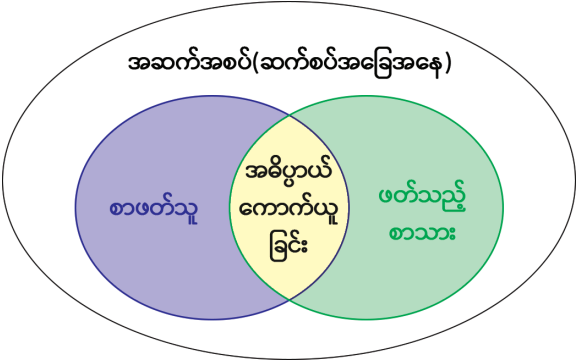 အဆက်အစပ်(ဆက်စပ်အခြေအနေ)
စာဖတ်သူ
အဓိပ္ပာယ်
ကောက်ယူ
ခြင်း
ဖတ်သည့်
စာသား